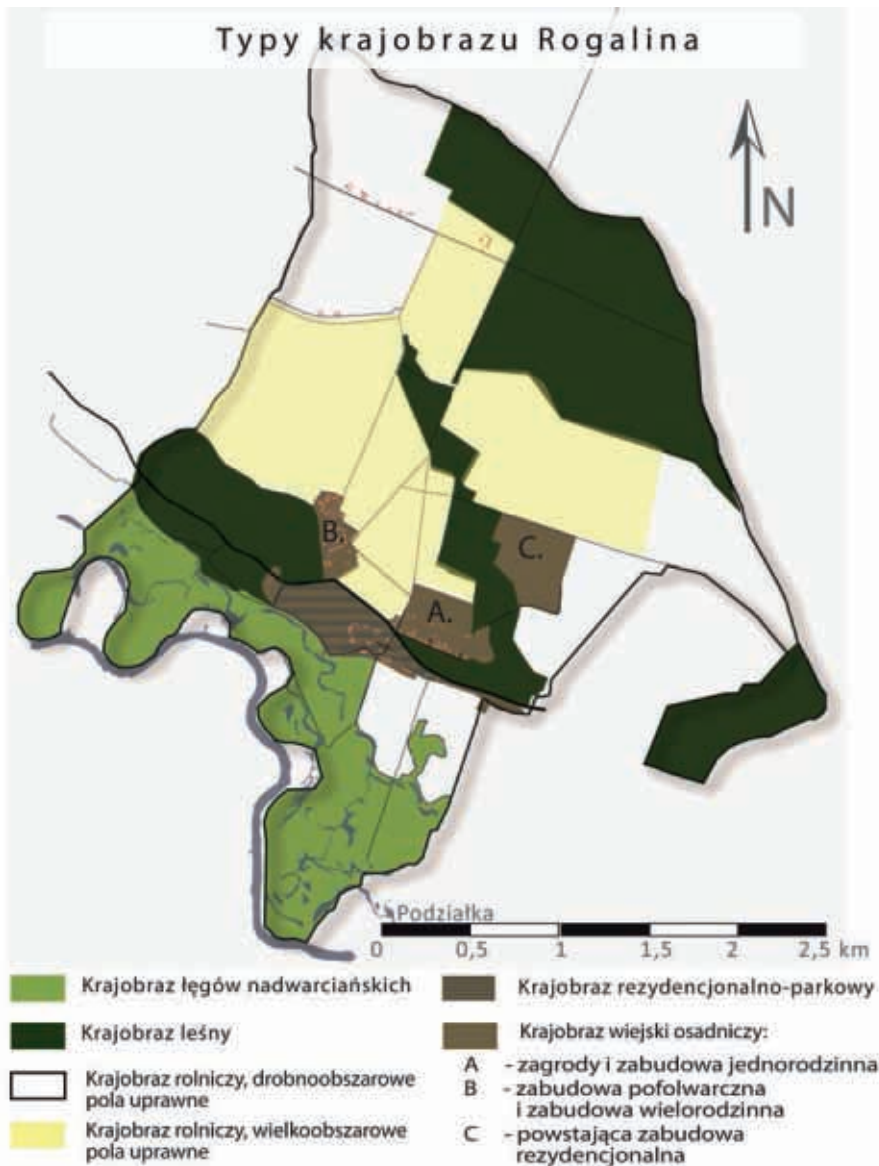 Typy krajobrazu Rogalina
N
B.
C.
A.
Podziałka
0 0,5 1 1,5 2 2,5 km
Krajobraz łęgów nadwarciańskich
Krajobraz leśny
Krajobraz rolniczy, drobnoobszarowe
pola uprawne
Krajobraz rolniczy, wielkoobszarowe
pola uprawne
Krajobraz rezydencjonalno-parkowy
Krajobraz wiejski osadniczy:
A - zagrody i zabudowa jednorodzinna
B - zabudowa pofolwarczna
i zabudowa wielorodzinna
C - powstająca zabudowa
rezydencjonalna